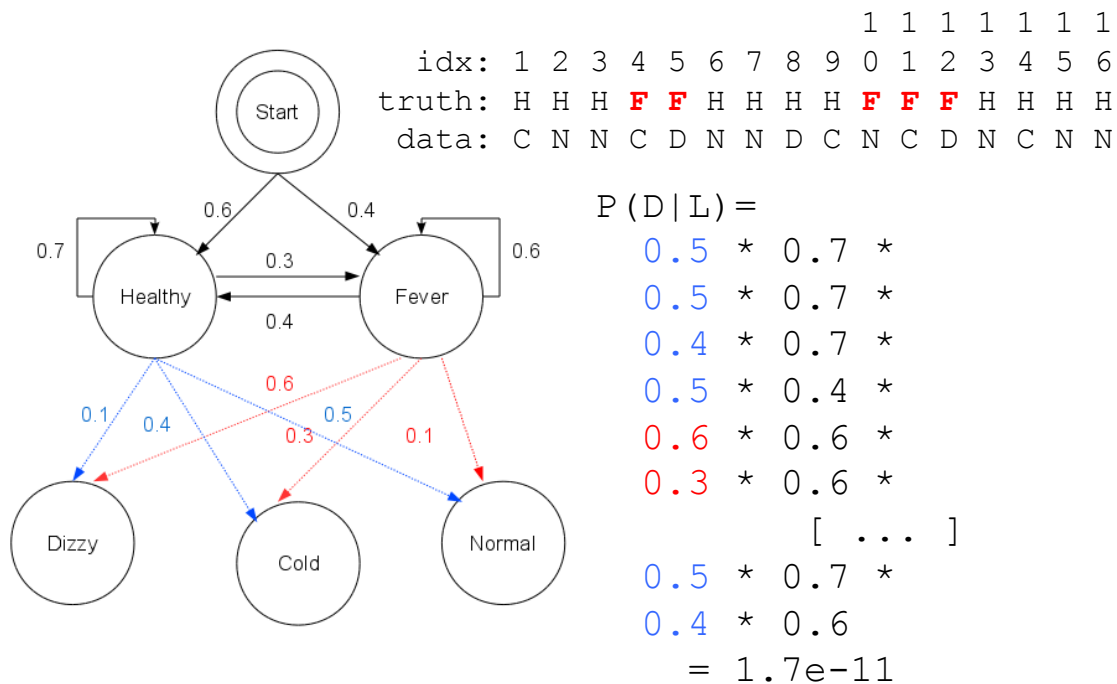 1 1 1 1 1 1 1
idx: 1 2 3 4 5 6 7 8 9 0 1 2 3 4 5 6
truth: H H H F F H H H H F F F H H H H
data: C N N C D N N D C N C D N C N N
Start
0.6
0.4
0.7
0.3
0.6
Healthy
Fever
0.4
0.6
0.1
0.4
0.5
0.3
0.1
Dizzy
Cold
Normal
P(D|L)=
0.5 * 0.7 *
0.5 * 0.7 *
0.4 * 0.7 *
0.5 * 0.4 *
0.6 * 0.6 *
0.3 * 0.6 *
[ ... ]
0.5 * 0.7 *
0.4 * 0.6
= 1.7e-11